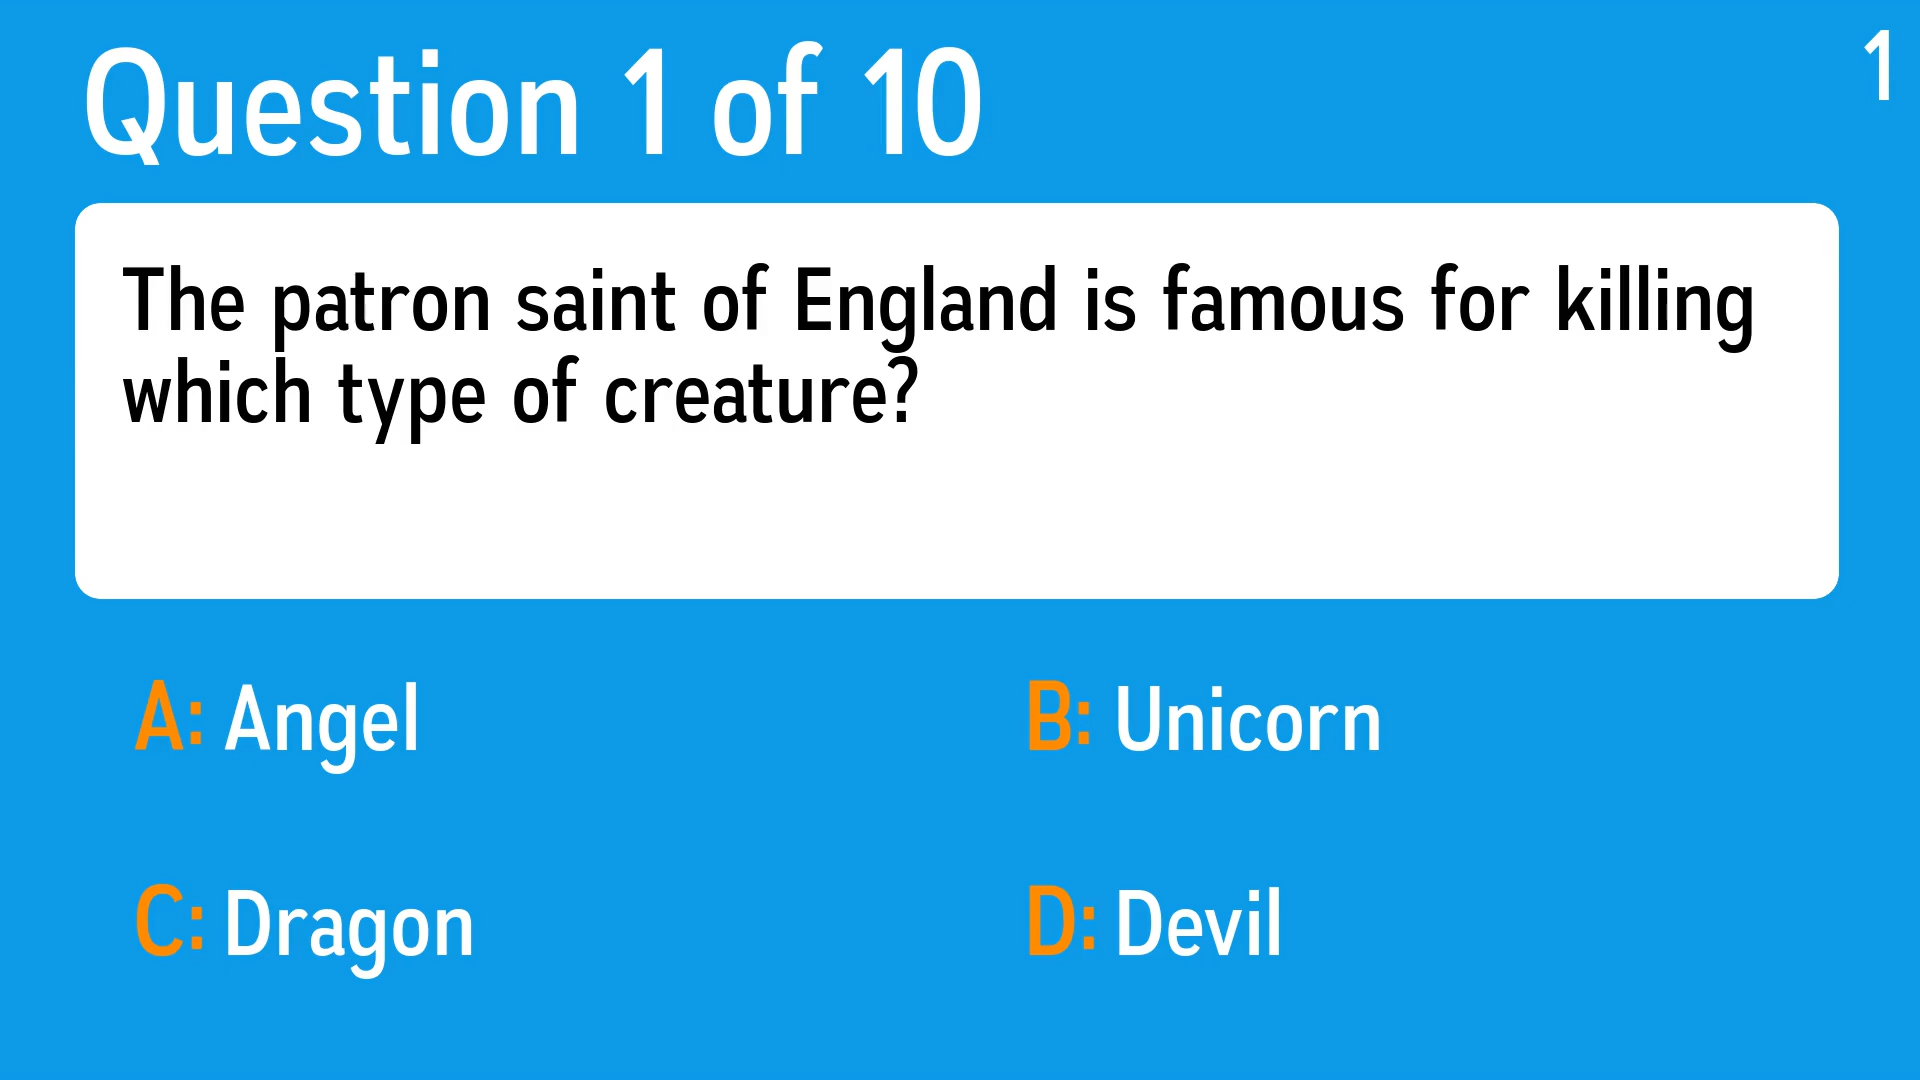 Question 1 of 10
1
The patron saint of England is famous for killing
which type of creature?
A: Angel
B: Unicorn
C: Dragon
D: Devil